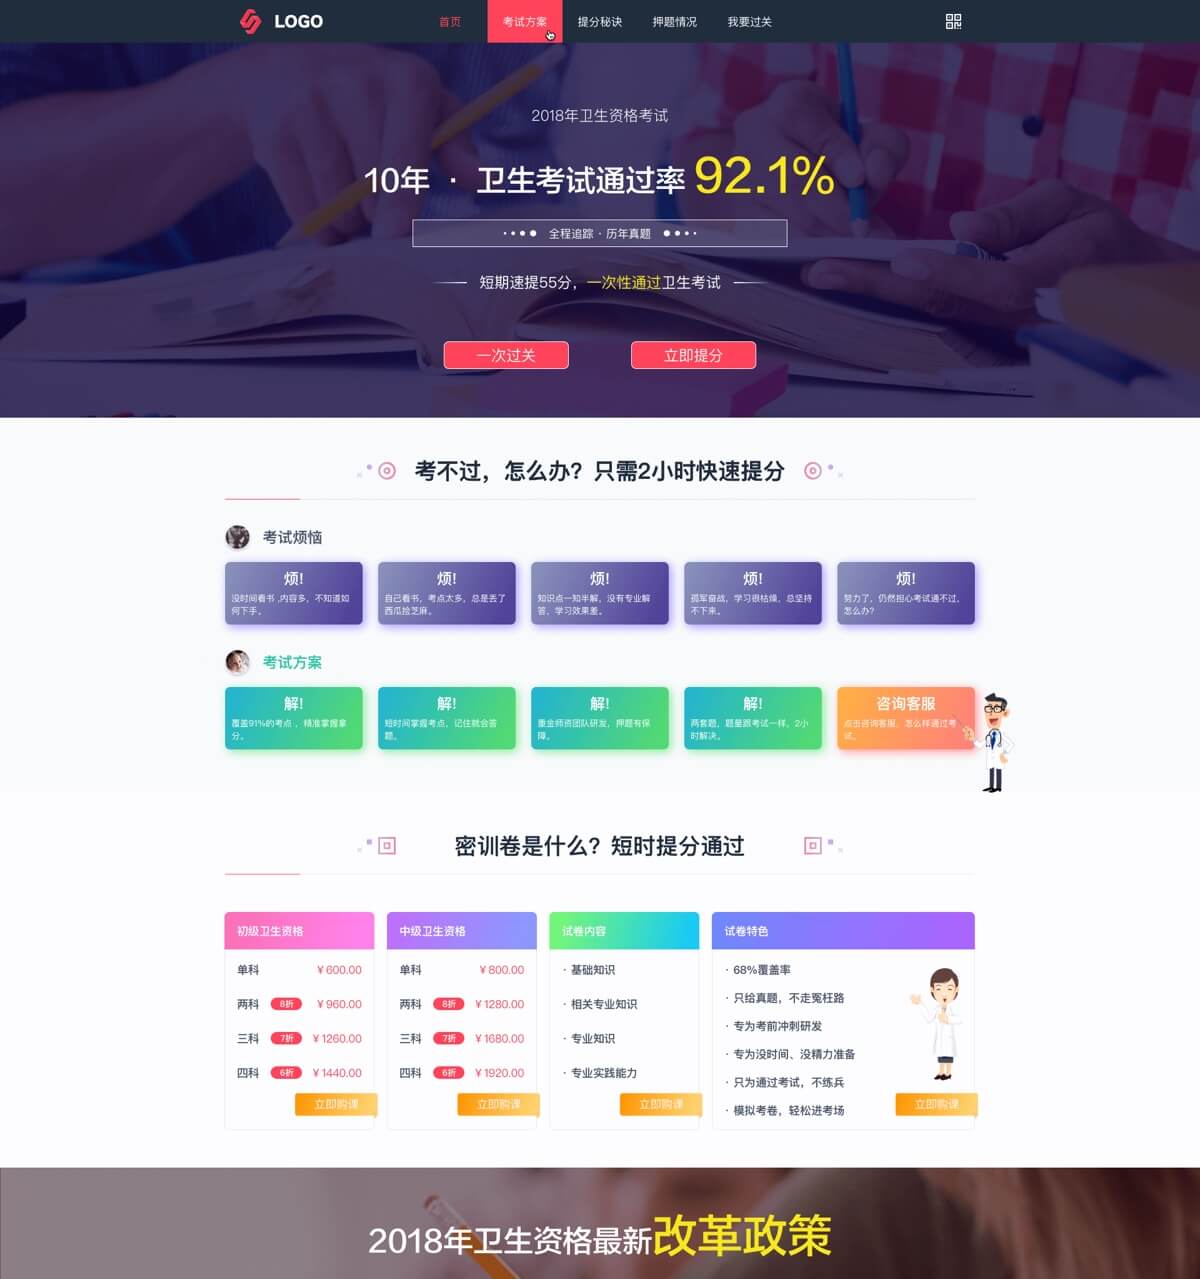 LOGO
首页
考试方案
提分秘诀
押题情况
我要过关
2018年卫生资格考试
10年 · 卫生考试通过率 92.1%
全程追踪 · 历年真题
短期速提55分，一次性通过卫生考试
一次过关
立即提分
考不过，怎么办？只需2小时快速提分
考试烦恼
烦!
没时间看书 ,内容多，不知道如
何下手。
烦!
自己看书，考点太多，总是丢了
西瓜捡芝麻。
烦!
知识点一知半解，没有专业解
答，学习效果差。
烦!
孤军奋战，学习很枯燥，总坚持
不下来。
烦!
努力了，仍然担心考试通不过，
怎么办?
考试方案
解!
覆盖91%的考点 ，精准掌握拿
分。
解!
短时间掌握考点，记住就会答
题。
解!
重金师资团队研发，押题有保
障。
解!
两套题，题量跟考试一样，2小
时解决。
咨询客服
点击咨询客服，怎么样通过考
试。
密训卷是什么？短时提分通过
初级卫生资格
单科 ¥ 600.00
两科 8折 ¥ 960.00
三科 7折 ¥ 1260.00
四科 6折 ¥ 1440.00
立即购课
中级卫生资格
单科 ¥ 800.00
两科 8折 ¥ 1280.00
三科 7折 ¥ 1680.00
四科 6折 ¥ 1920.00
立即购课
试卷内容
· 基础知识
· 相关专业知识
· 专业知识
· 专业实践能力
立即购课
试卷特色
· 68%覆盖率
· 只给真题，不走冤枉路
· 专为考前冲刺研发
· 专为没时间、没精力准备
· 只为通过考试，不练兵
· 模拟考卷，轻松进考场
立即购课
2018年卫生资格最新改革政策